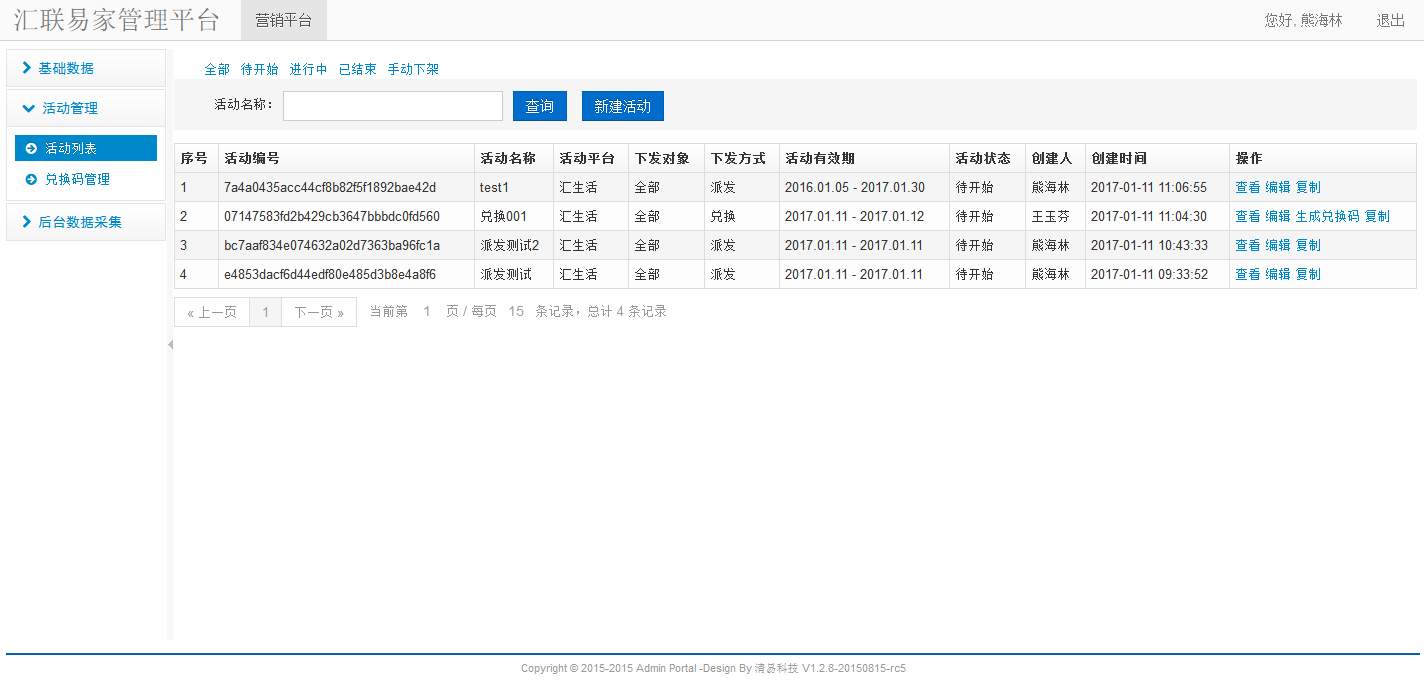 汇联易家管理平台 营销平台 您好, 熊海林 退出
基础数据
活动管理
活动列表
兑换码管理
后台数据采集
全部 待开始 进行中 已结束 手动下架
活动名称： 查询 新建活动
序号 活动编号 活动名称 活动平台 下发对象 下发方式 活动有效期 活动状态 创建人 创建时间 操作
1 7a4a0435acc44cf8b82f5f1892bae42d test1 汇生活 全部 派发 2016.01.05 - 2017.01.30 待开始 熊海林 2017-01-11 11:06:55 查看 编辑 复制
2 07147583fd2b429cb3647bbbdc0fd560 兑换001 汇生活 全部 兑换 2017.01.11 - 2017.01.12 待开始 王玉芬 2017-01-11 11:04:30 查看 编辑 生成兑换码 复制
3 bc7aaf834e074632a02d7363ba96fc1a 派发测试2 汇生活 全部 派发 2017.01.11 - 2017.01.11 待开始 熊海林 2017-01-11 10:43:33 查看 编辑 复制
4 e4853dacf6d44edf80e485d3b8e4a8f6 派发测试 汇生活 全部 派发 2017.01.11 - 2017.01.11 待开始 熊海林 2017-01-11 09:33:52 查看 编辑 复制
« 上一页 1 下一页 » 当前第 1 页 / 每页 15 条记录，总计 4 条记录
Copyright © 2015-2015 Admin Portal -Design By 清易科技 V1.2.8-20150815-rc5